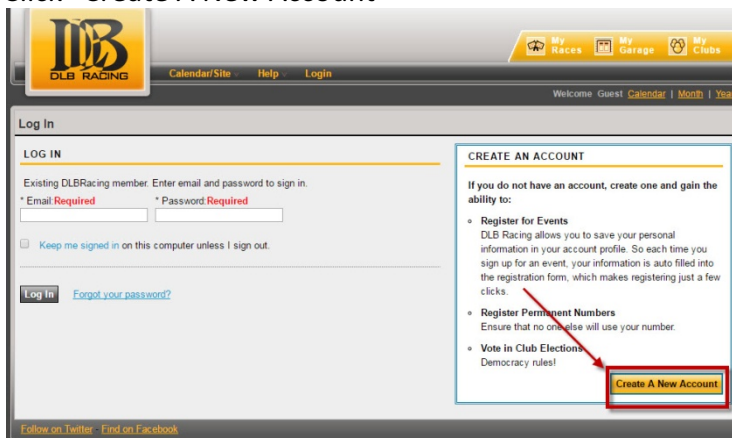 DLB RACING
My Races
My Garage
My Clubs
Calendar/Site Help Login
Welcome Guest Calendar | Month |
Log In
LOG IN
Existing DLBRacing member. Enter email and password to sign in.
* Email:Required * Password:Required
Keep me signed in on this computer unless I sign out.
Log In Forgot your password?
CREATE AN ACCOUNT
If you do not have an account, create one and gain the
ability to:
Register for Events
DLB Racing allows you to save your personal
information in your account profile. So each time you
sign up for an event, your information is auto filled into
the registration form, which makes registering just a few
clicks.
Register Permanent Numbers
Ensure that no one else will use your number.
Vote in Club Elections
Democracy rules!
Create A New Account
Follow on Twitter - Find on Facebook